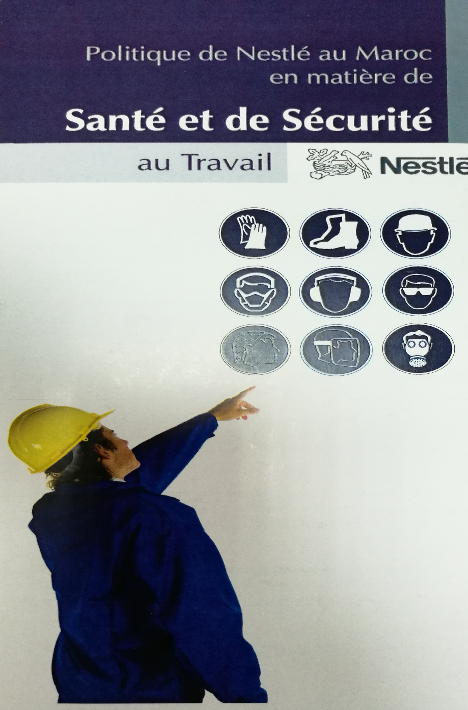 Politique de Nestlé au Maroc
en matière de
Santé et de Sécurité
au Travail
Nestlé